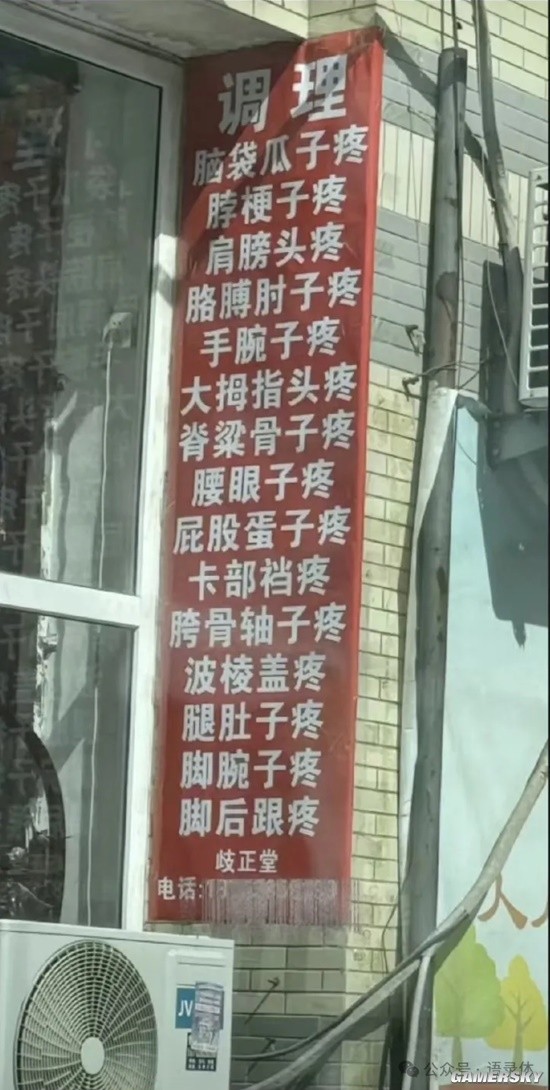 调理
脑袋瓜子疼
脖梗子疼
肩膀头疼
胳膊肘子疼
手腕子疼
大拇指头疼
脊梁骨子疼
腰眼子疼
屁股蛋子疼
卡部裆疼
胯骨轴子疼
波棱盖疼
腿肚子疼
脚腕子疼
脚后跟疼
歧正堂
电话:
JV
公众号·语录体
GAMERSKY